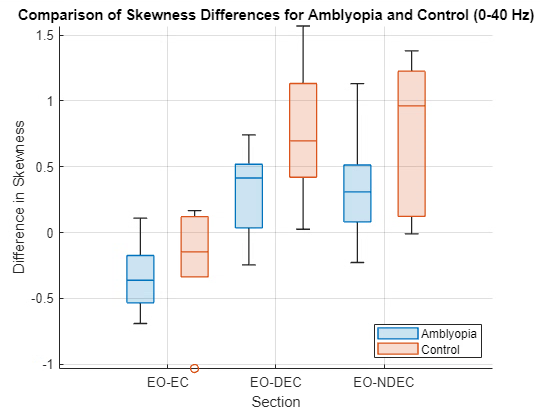 Comparison of Skewness Differences for Amblyopia and Control (0-40 Hz)
1.5
1
0.5
0
-0.5
-1
Difference in Skewness
EO-EC
EO-DEC
EO-NDEC
Section
Amblyopia
Control